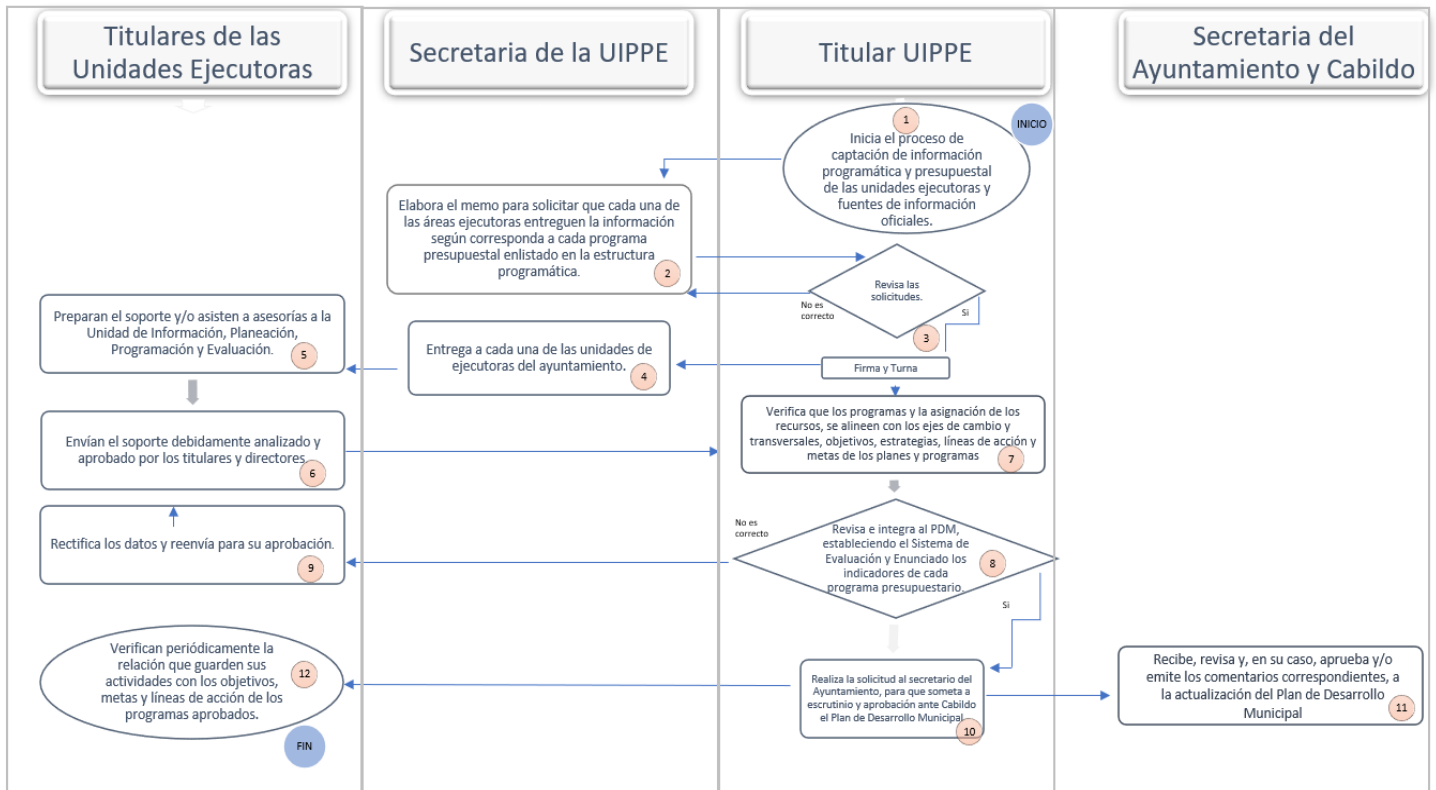 Titulares de las
Unidades Ejecutoras
Secretaria de la UIPPE
Titular UIPPE
Secretaria del
Ayuntamiento y Cabildo
INICIO
1
Inicia el proceso de
captación de información
programática y presupuestal
de las unidades ejecutoras y
fuentes de información
oficiales.
Elabora el memo para solicitar que cada una de
las áreas ejecutoras entreguen la información
según corresponda a cada programa
presupuestal enlistado en la estructura
programática.
2
Revisa las
solicitudes.
No es
correcto
Si
3
Firma y Turna
Entrega a cada una de las unidades de
ejecutoras del ayuntamiento.
4
Preparan el soporte y/o asisten a asesorías a la
Unidad de Información, Planeación,
Programación y Evaluación.
5
Envían el soporte debidamente analizado y
aprobado por los titulares y directores.
6
Verifica que los programas y la asignación de los
recursos, se alineen con los ejes de cambio y
transversales, objetivos, estrategias, líneas de acción y
metas de los planes y programas
7
No es
correcto
Revisa e integra al PDM,
estableciendo el Sistema de
Evaluación y Enunciado los
indicadores de cada
programa presupuestario.
8
Si
Rectifica los datos y reenvía para su aprobación.
9
Realiza la solicitud al secretario del
Ayuntamiento, para que someta a
escrutinio y aprobación ante Cabildo
el Plan de Desarrollo Municipal
10
Recibe, revisa y, en su caso, aprueba y/o
emite los comentarios correspondientes, a
la actualización del Plan de Desarrollo
Municipal
11
Verifican periódicamente la
relación que guarden sus
actividades con los objetivos,
metas y líneas de acción de los
programas aprobados.
12
FIN